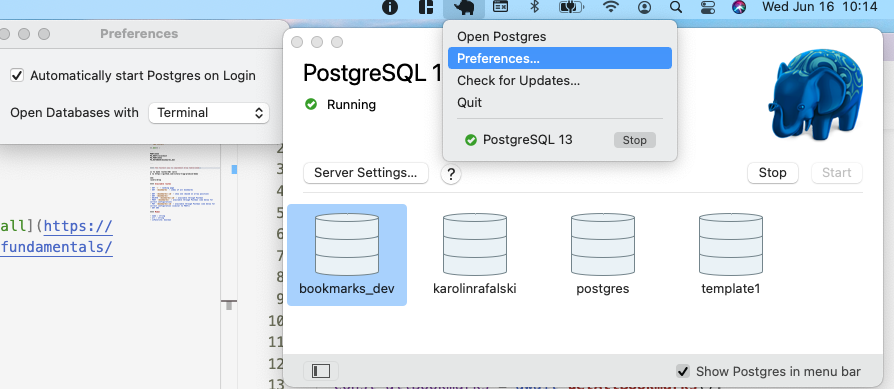 Wed Jun 16 10:14
Preferences
Automatically start Postgres on Login
Open Databases with Terminal
Open Postgres
Preferences...
Check for Updates...
Quit
PostgreSQL 13
Stop
PostgreSQL 1
Running
Server Settings...
?
Stop
Start
bookmarks_dev
karolinrafalski
postgres
template1
Show Postgres in menu bar
all](https://
fundamentals/
3
4
5
6
7
8
9
10
11
12
13